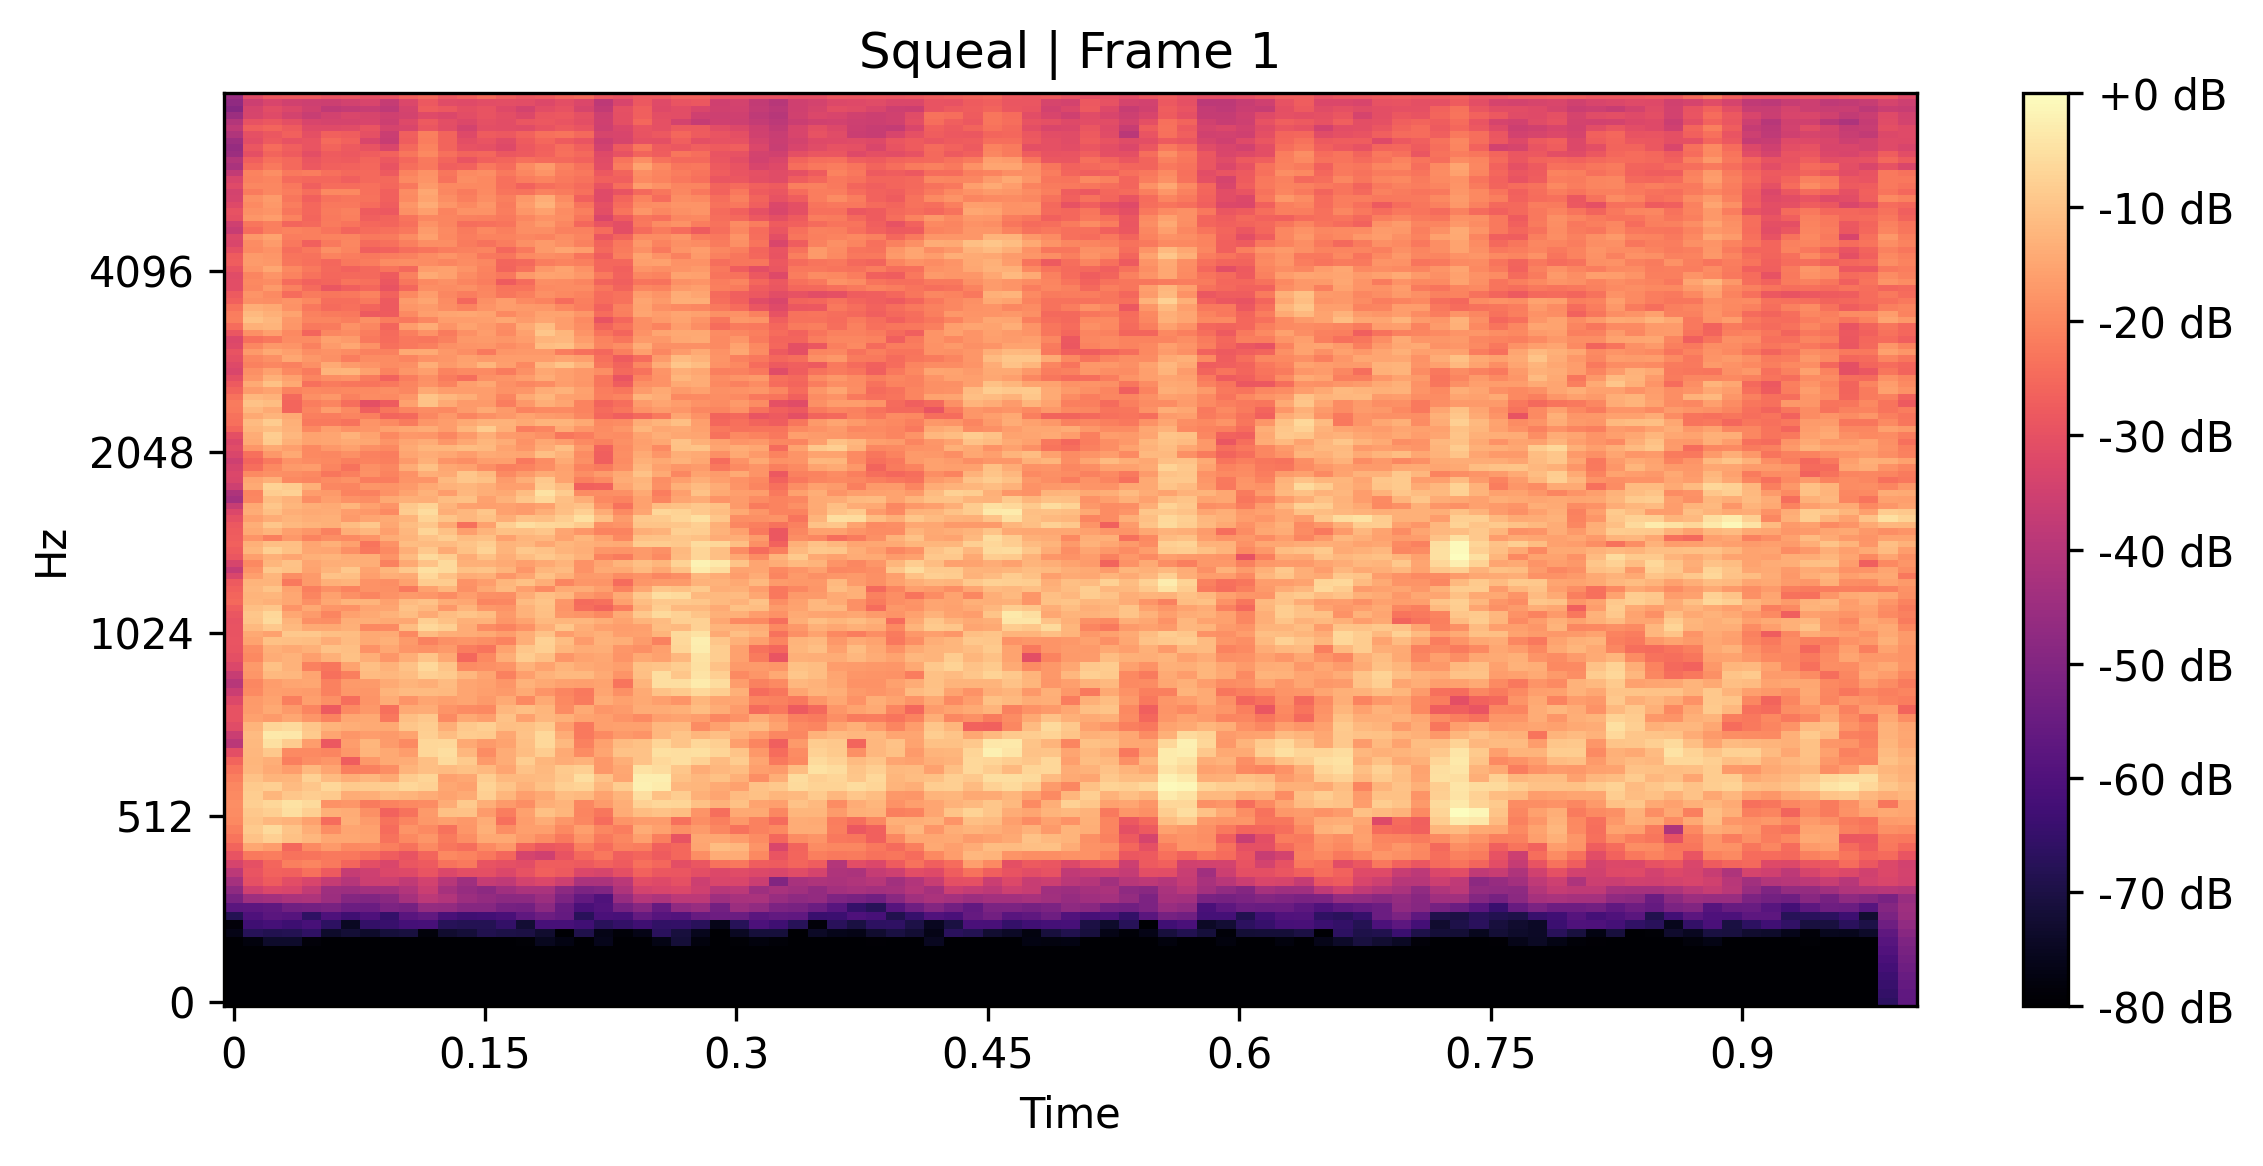 Squeal | Frame 1
+0 dB
-10 dB
-20 dB
-30 dB
-40 dB
-50 dB
-60 dB
-70 dB
-80 dB
Hz
4096
2048
1024
512
0
0 0.15 0.3 0.45 0.6 0.75 0.9
Time